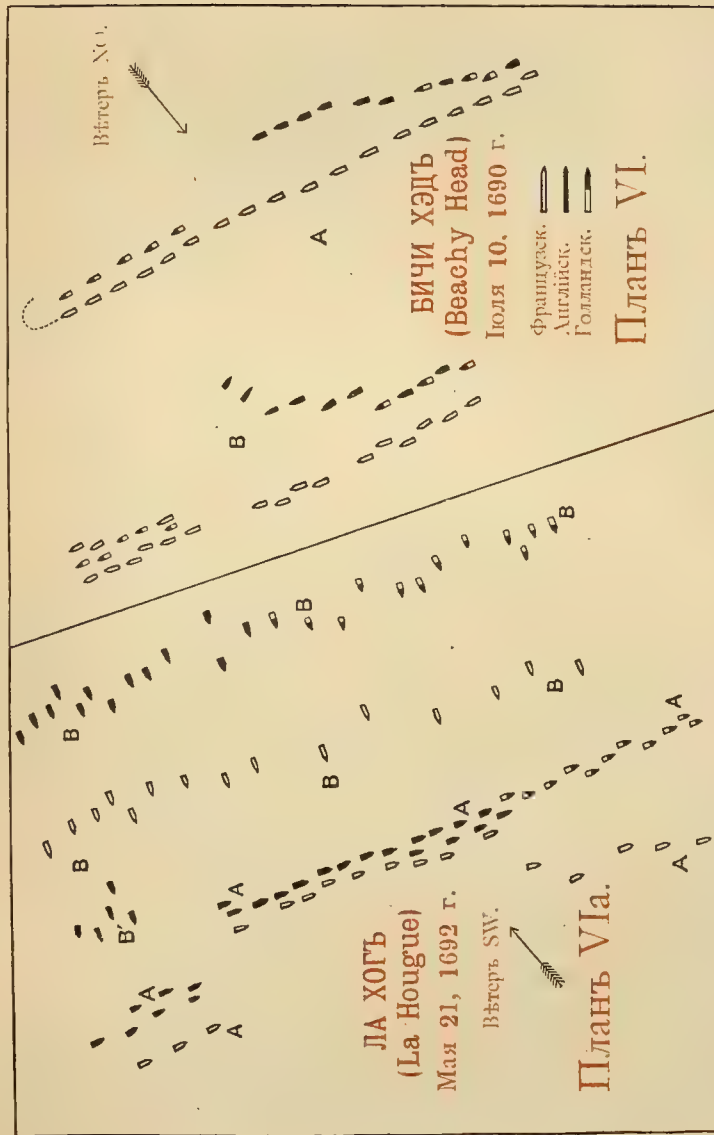 Вѣтеръ NO.
A
БИЧИ ХЭДЪ
(Beachy Head)
Іюля 10, 1690 г.
Французск.
Англійск.
Голландск.
Планъ VI.
B
B
B
B
B
B
B
B'
A
A
A
A
A
A
ЛА ХОГЪ
(La Hougue)
Мая 21, 1692 г.
Вѣтеръ SW.
Планъ VIa.